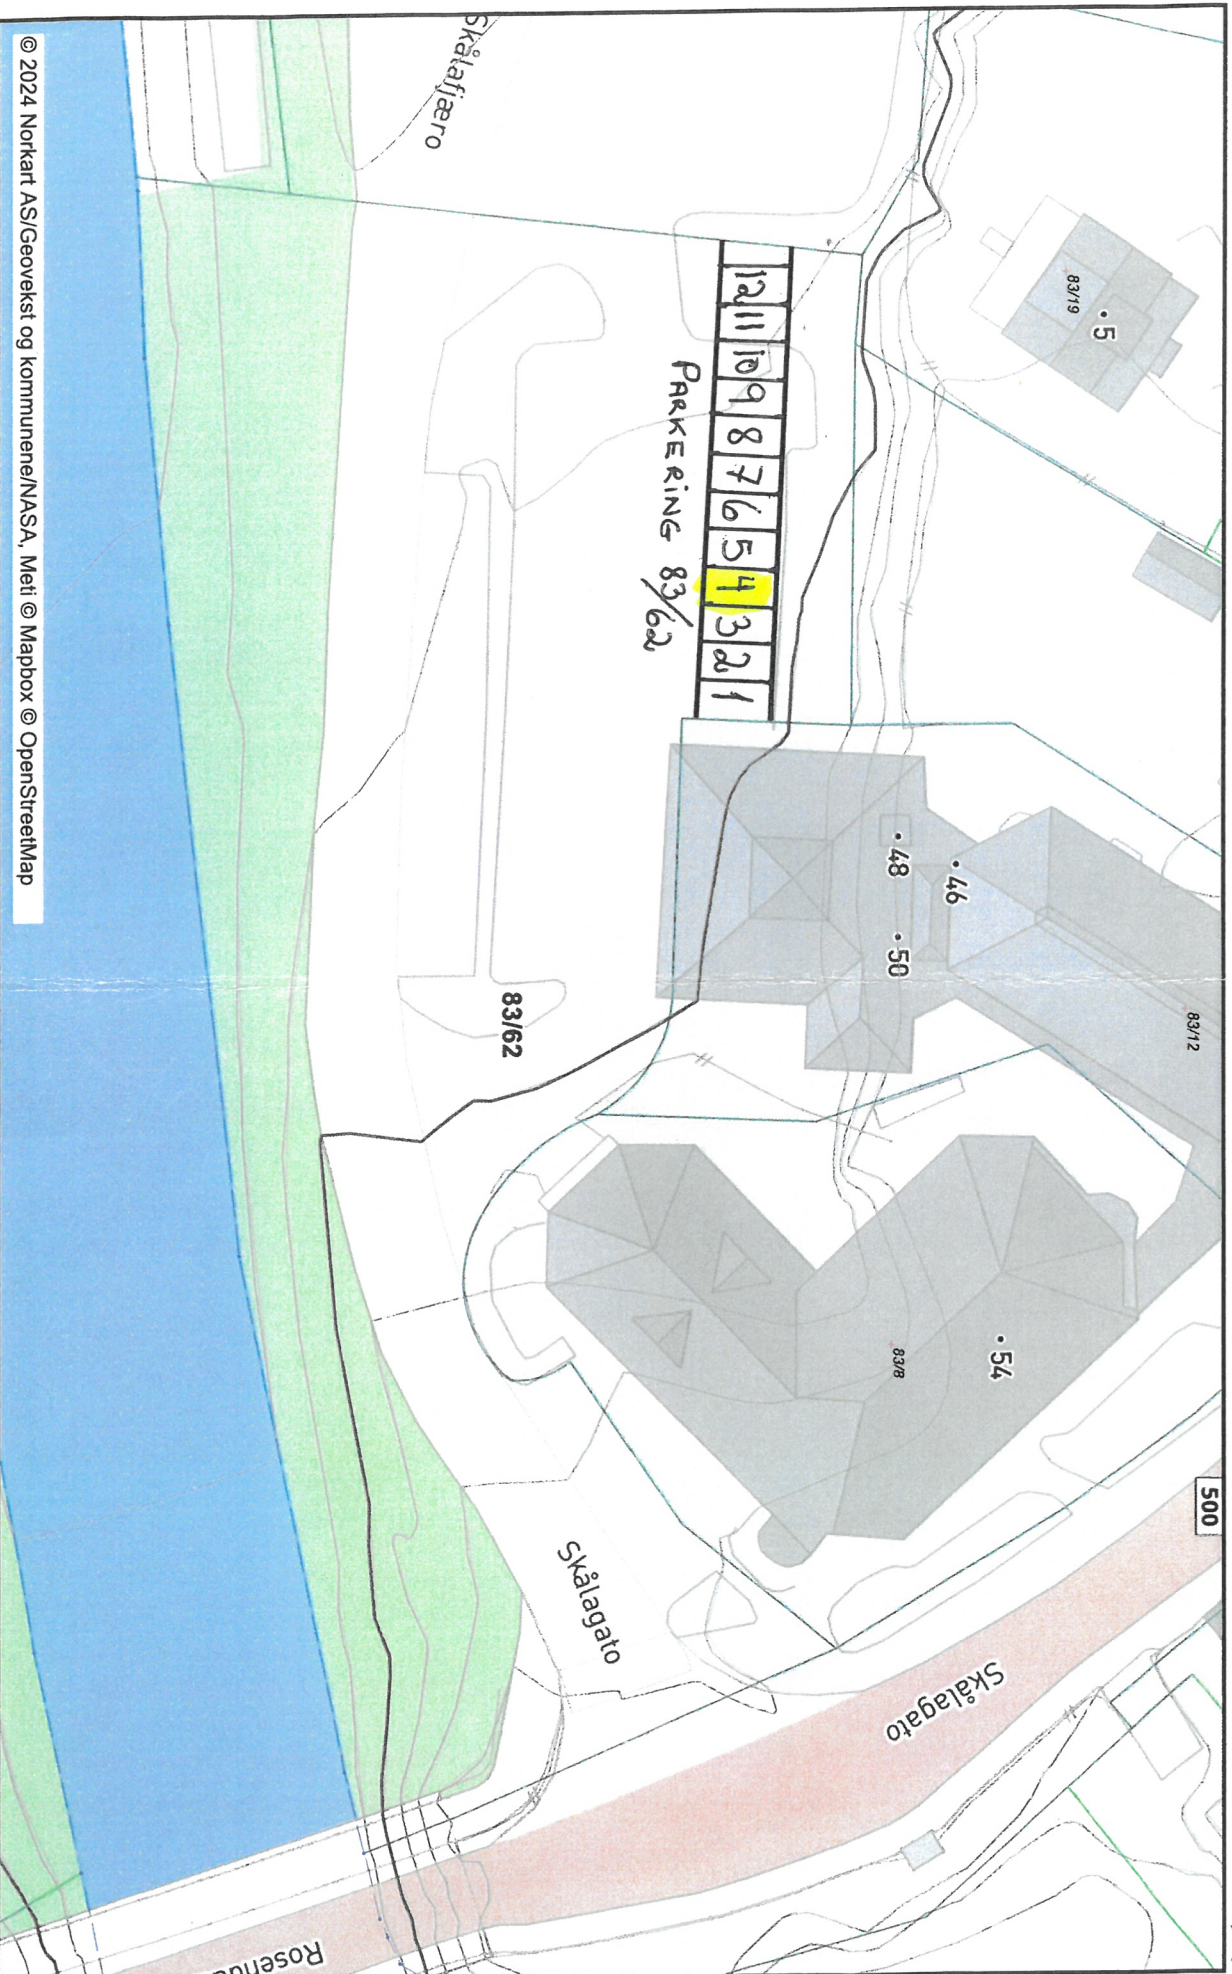 500
Skålafjæro
83/19
5
12 11 10 9 8 7 6 5 4 3 2 1
PARKERING 83/62
48
46
50
83/12
83/62
54
83/8
Skålagato
Skålagato
© 2024 Norkart AS/Geovekst og kommunene/NASA, Meti © Mapbox © OpenStreetMap